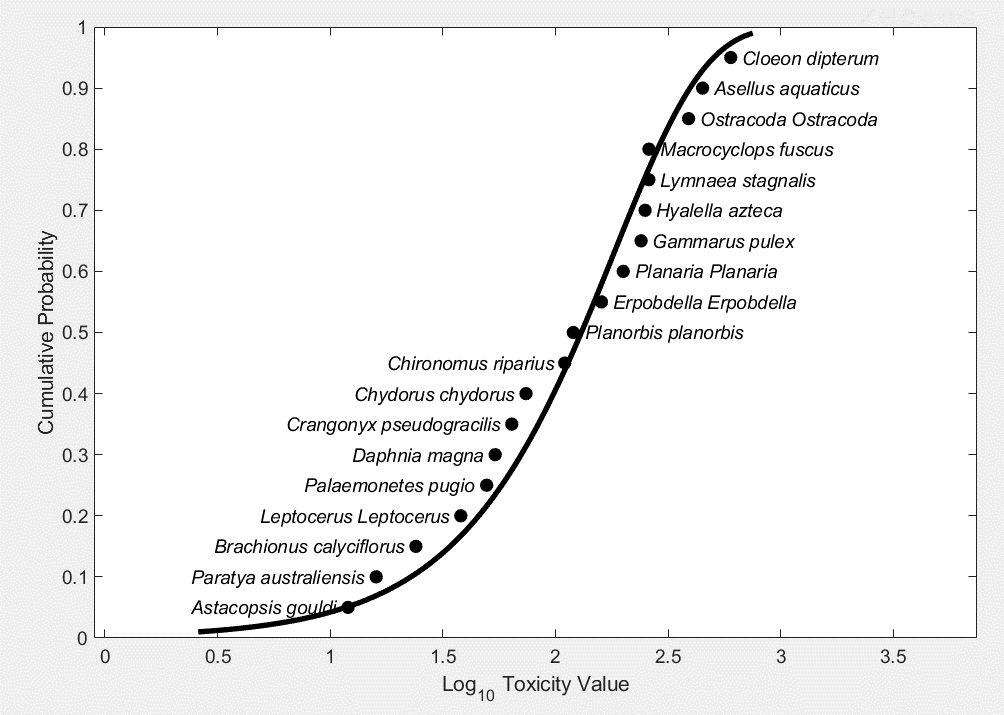 1
0.9
0.8
0.7
0.6
0.5
0.4
0.3
0.2
0.1
0
Cumulative Probability
Cloeon dipterum
Asellus aquaticus
Ostracoda Ostracoda
Macrocyclops fuscus
Lymnaea stagnalis
Hyalella azteca
Gammarus pulex
Planaria Planaria
Erpobdella Erpobdella
Planorbis planorbis
Chironomus riparius
Chydorus chydorus
Crangonyx pseudogracilis
Daphnia magna
Palaemonetes pugio
Leptocerus Leptocerus
Brachionus calyciflorus
Paratya australiensis
Astacopsis gouldi
0 0.5 1 1.5 2 2.5 3 3.5
Log10 Toxicity Value